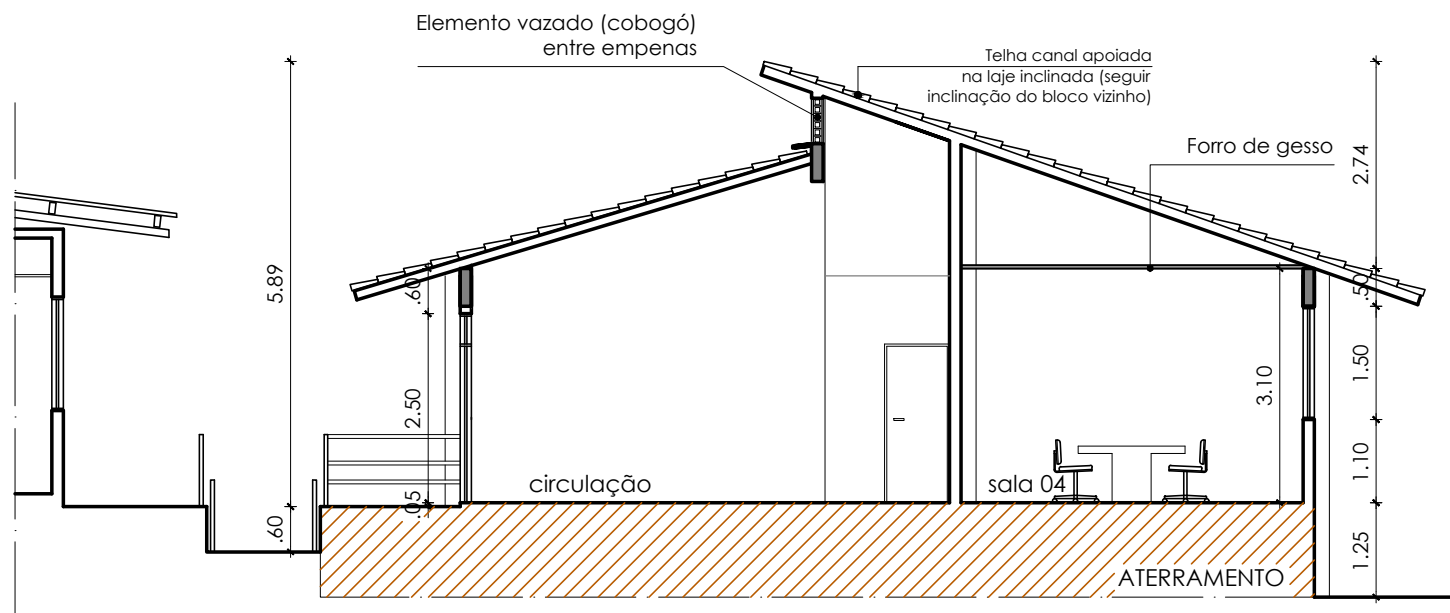 Elemento vazado (cobogó)
entre empenas
Telha canal apoiada
na laje inclinada (seguir
inclinação do bloco vizinho)
Forro de gesso
2.74
5.89
.60
.50
1.50
2.50
3.10
1.10
circulação
sala 04
.05
.60
1.25
ATERRAMENTO